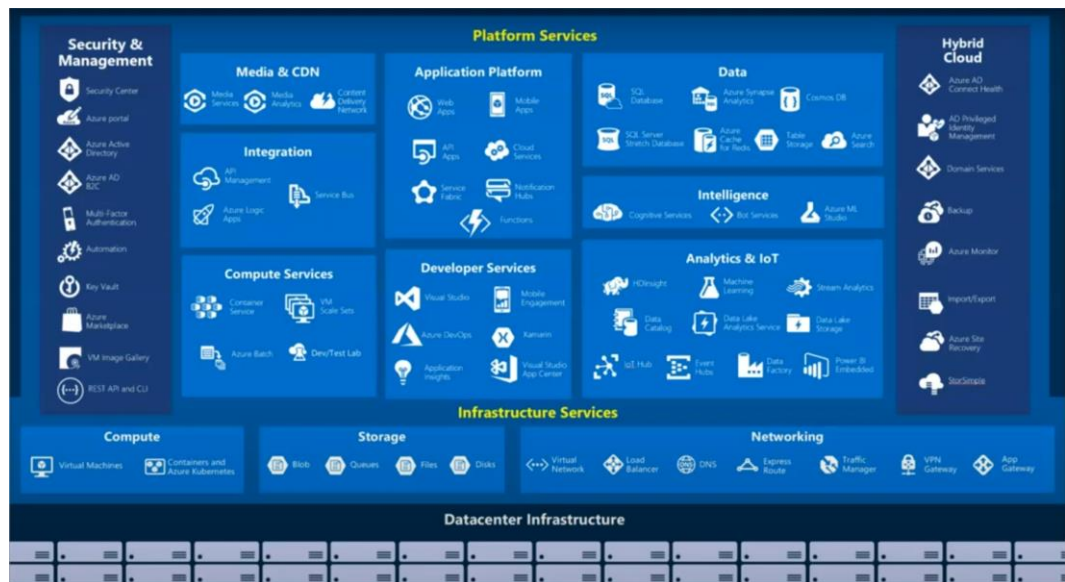 Platform Services
Security &
Management
Security Center
Azure portal
Azure Active
Directory
Azure AD
B2C
Multi-Factor
Authentication
Automation
Key Vault
Azure
Marketplace
VM Image Gallery
REST API and CLI
Media & CDN
Media
Services
Media
Analytics
Content
Delivery
Network
Integration
API
Management
Service Bus
Azure Logic
Apps
Compute Services
Container
Service
VM
Scale Sets
Azure Batch
Dev/Test Lab
Application Platform
Web
Apps
Mobile
Apps
API
Apps
Cloud
Services
Service
Fabric
Notification
Hubs
Functions
Developer Services
Visual Studio
Mobile
Engagement
Azure DevOps
Xamarin
Application
Insights
Visual Studio
App Center
Data
SQL
Database
Azure Synapse
Analytics
Cosmos DB
SQL Server
Stretch Database
Azure
Cache
for Redis
Table
Storage
Azure
Search
Intelligence
Cognitive Services
Bot Services
Azure ML
Studio
Analytics & IoT
HDInsight
Machine
Learning
Stream Analytics
Data
Catalog
Data Lake
Analytics Service
Data Lake
Storage
IoT Hub
Event
Hubs
Data
Factory
Power BI
Embedded
Hybrid
Cloud
Azure AD
Connect Health
AD Privileged
Identity
Management
Domain Services
Backup
Azure Monitor
Import/Export
Azure Site
Recovery
StorSimple
Infrastructure Services
Compute
Virtual Machines
Containers and
Azure Kubernetes
Storage
Blob
Queues
Files
Disks
Networking
Virtual
Network
Load
Balancer
DNS
DNS
Express
Route
Traffic
Manager
VPN
Gateway
App
Gateway
Datacenter Infrastructure